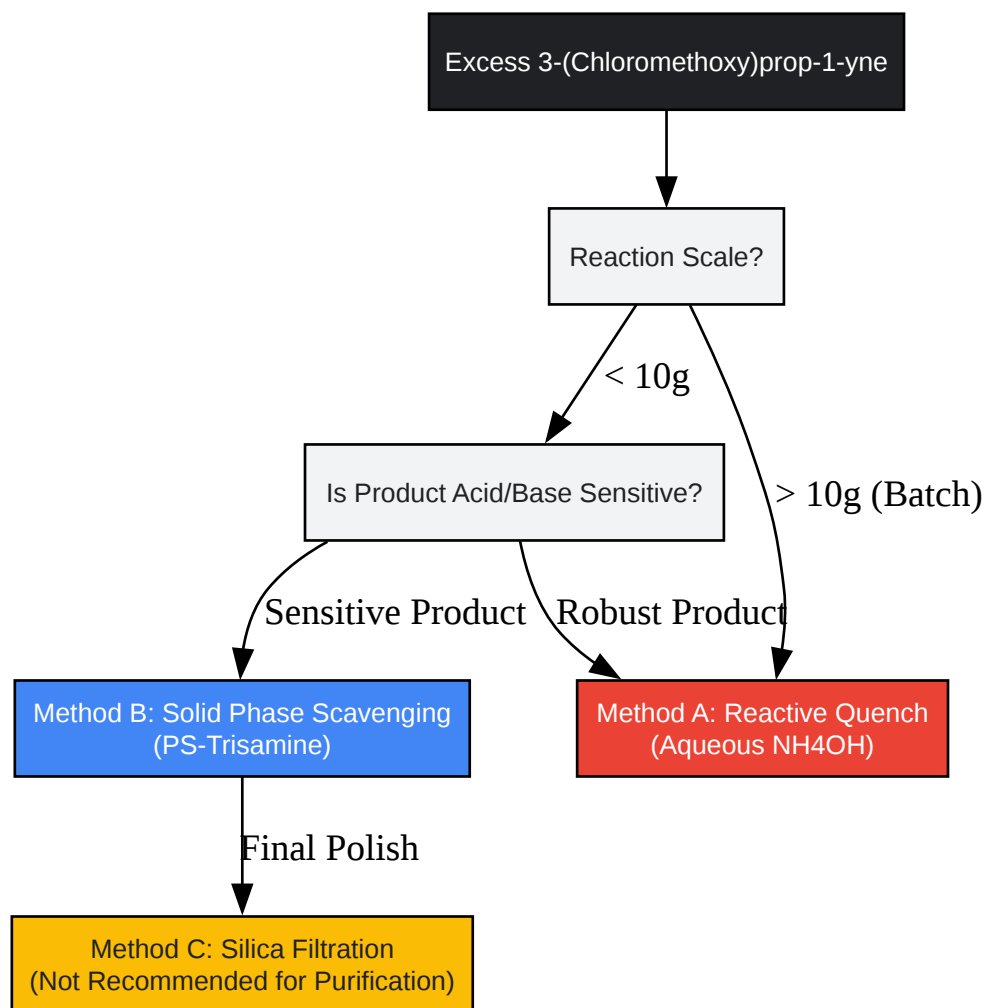 Excess 3-(Chloromethoxy)prop-1-yne
Reaction Scale?
< 10g
> 10g (Batch)
Is Product Acid/Base Sensitive?
Sensitive Product
Robust Product
Method B: Solid Phase Scavenging
(PS-Trisamine)
Method A: Reactive Quench
(Aqueous NH4OH)
Final Polish
Method C: Silica Filtration
(Not Recommended for Purification)